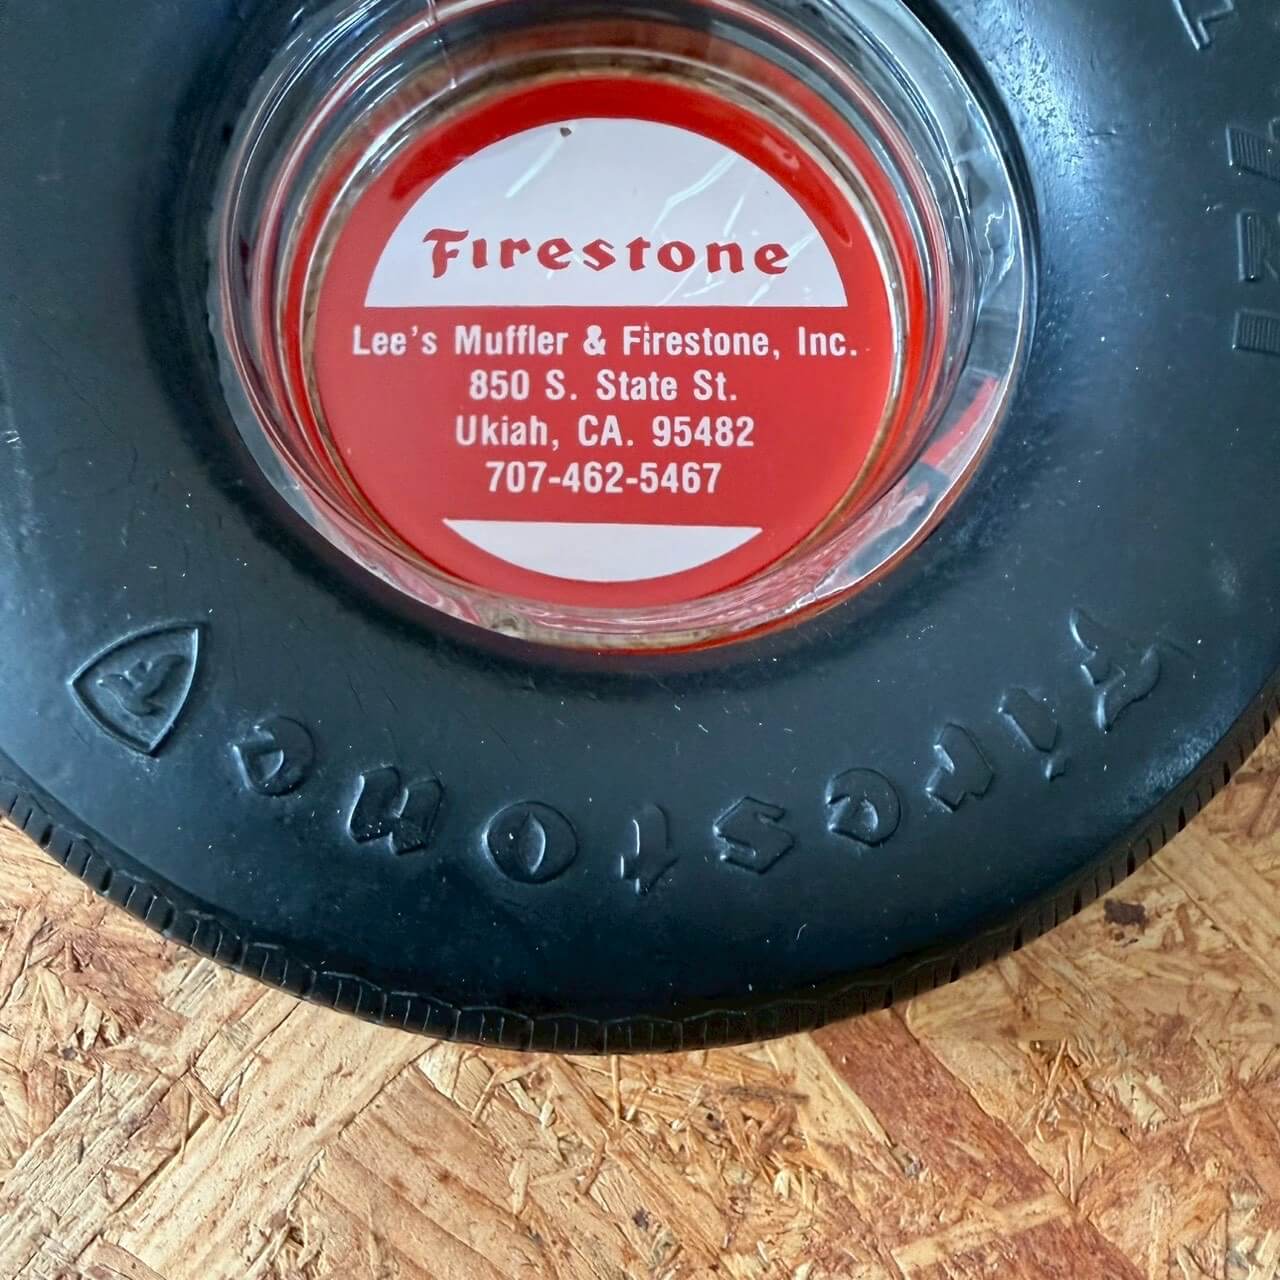 Firestone
Lee's Muffler & Firestone, Inc.
850 S. State St.
Ukiah, CA. 95482
707-462-5467
Firestone